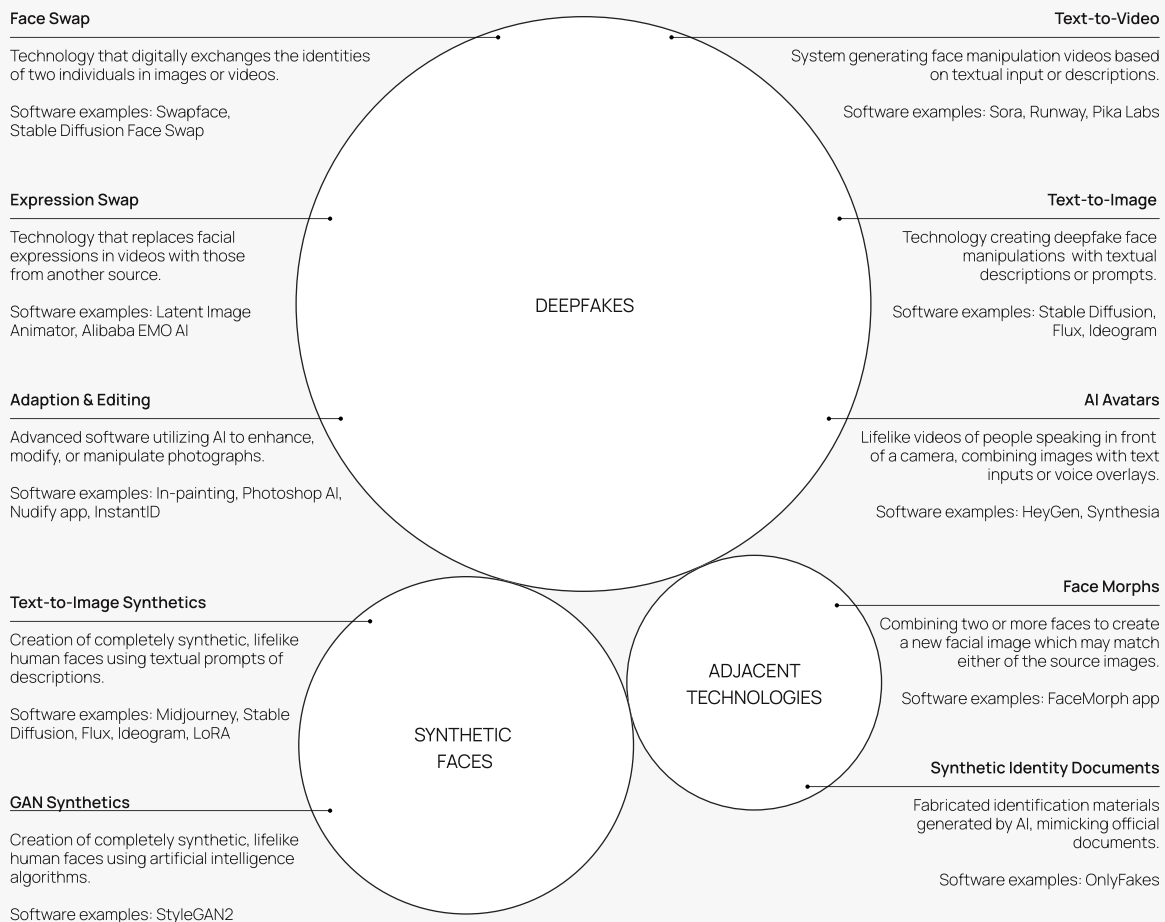 Face Swap
Technology that digitally exchanges the identities
of two individuals in images or videos.
Software examples: Swapface,
Stable Diffusion Face Swap
Expression Swap
Technology that replaces facial
expressions in videos with those
from another source.
Software examples: Latent Image
Animator, Alibaba EMO AI
Adaption & Editing
Advanced software utilizing AI to enhance,
modify, or manipulate photographs.
Software examples: In-painting, Photoshop AI,
Nudify app, InstantID
Text-to-Video
System generating face manipulation videos based
on textual input or descriptions.
Software examples: Sora, Runway, Pika Labs
Text-to-Image
Technology creating deepfake face
manipulations with textual
descriptions or prompts.
Software examples: Stable Diffusion,
Flux, Ideogram
AI Avatars
Lifelike videos of people speaking in front
of a camera, combining images with text
inputs or voice overlays.
Software examples: HeyGen, Synthesia
DEEPFAKES
Text-to-Image Synthetics
Creation of completely synthetic, lifelike
human faces using textual prompts of
descriptions.
Software examples: Midjourney, Stable
Diffusion, Flux, Ideogram, LoRA
GAN Synthetics
Creation of completely synthetic, lifelike
human faces using artificial intelligence
algorithms.
Software examples: StyleGAN2
SYNTHETIC
FACES
ADJACENT
TECHNOLOGIES
Face Morphs
Combining two or more faces to create
a new facial image which may match
either of the source images.
Software examples: FaceMorph app
Synthetic Identity Documents
Fabricated identification materials
generated by AI, mimicking official
documents.
Software examples: OnlyFakes